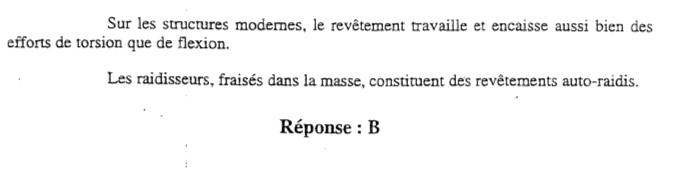 Sur les structures modernes, le revêtement travaille et encaisse aussi bien des
efforts de torsion que de flexion.
Les raidisseurs, fraisés dans la masse, constituent des revêtements auto-raidis.
Réponse : B